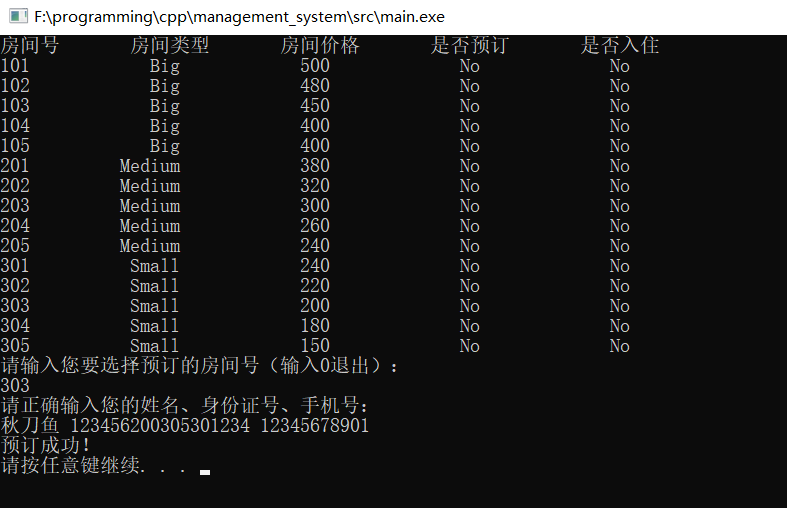 F:\programming\cpp\management_system\src\main.exe
房间号 房间类型 房间价格 是否预订 是否入住
101 Big 500 No No
102 Big 480 No No
103 Big 450 No No
104 Big 400 No No
105 Big 400 No No
201 Medium 380 No No
202 Medium 320 No No
203 Medium 300 No No
204 Medium 260 No No
205 Medium 240 No No
301 Small 240 No No
302 Small 220 No No
303 Small 200 No No
304 Small 180 No No
305 Small 150 No No
请输入您要选择预订的房间号（输入0退出）：
303
请正确输入您的姓名、身份证号、手机号：
秋刀鱼 123456200305301234 12345678901
预订成功！
请按任意键继续. . .